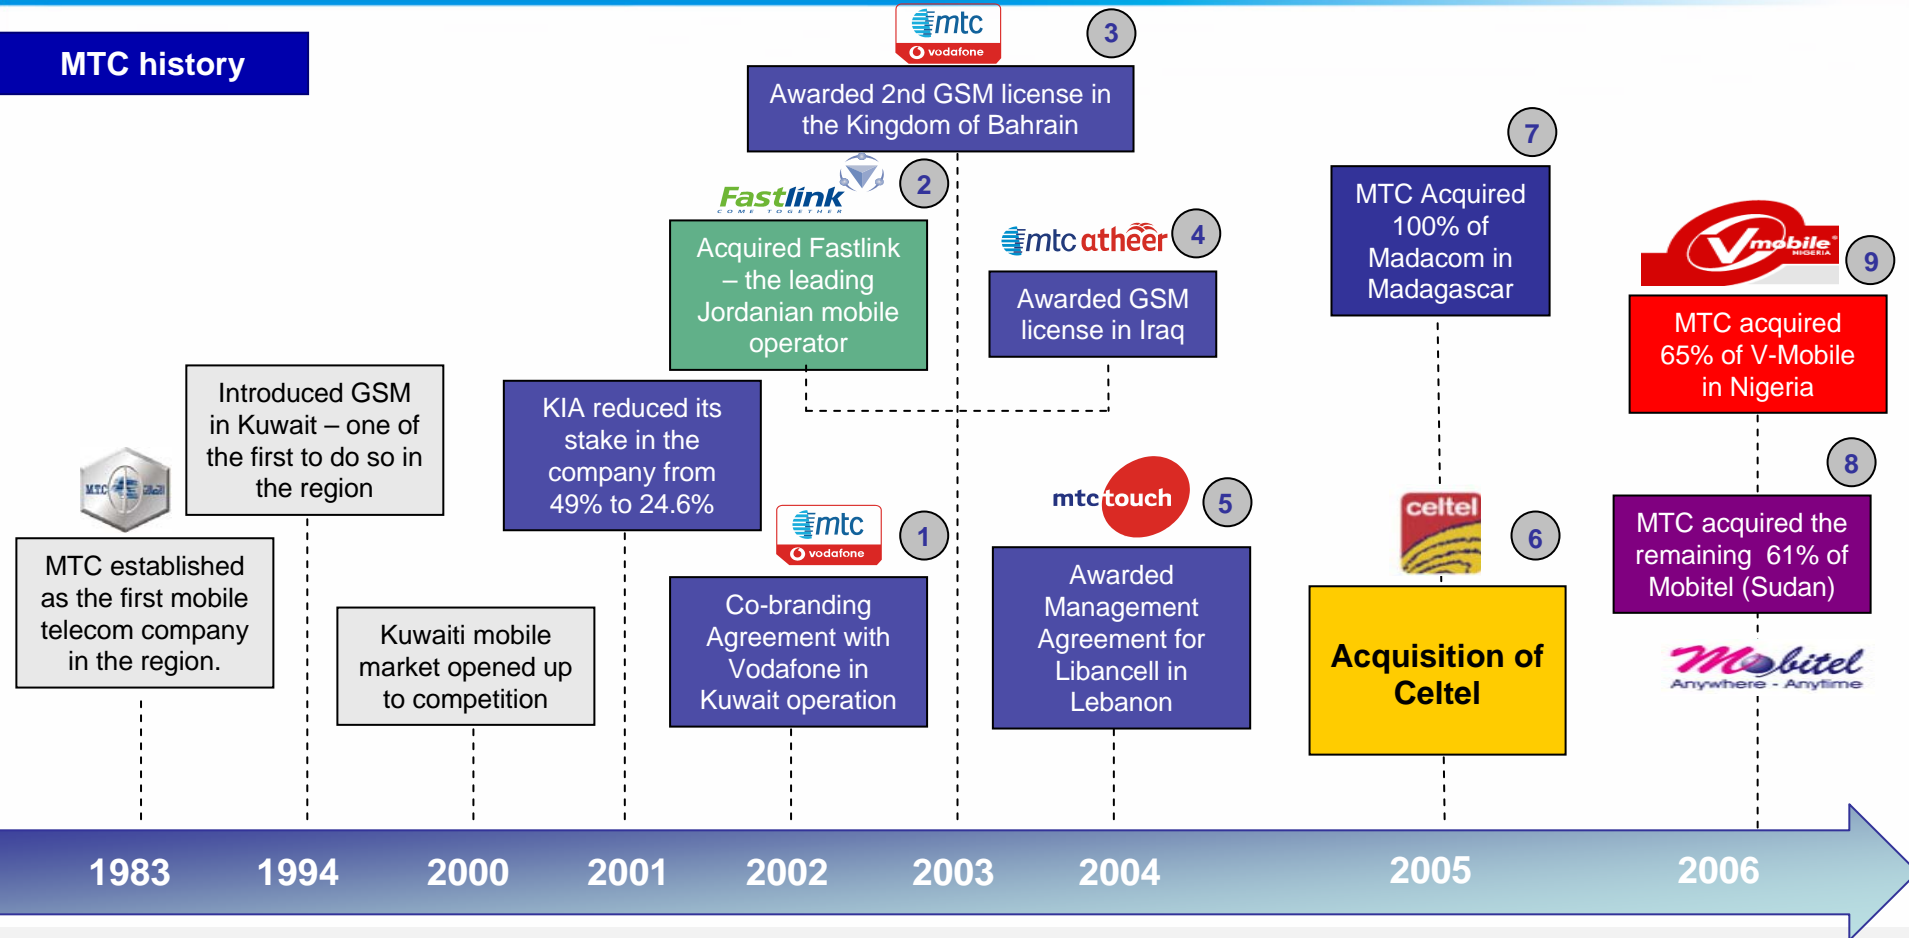 MTC history
mtc
vodafone
3
Awarded 2nd GSM license in
the Kingdom of Bahrain
Fastlink
COME TOGETHER
2
Acquired Fastlink
– the leading
Jordanian mobile
operator
mtc atheer
4
Awarded GSM
license in Iraq
7
MTC Acquired
100% of
Madacom in
Madagascar
Vmobile
NIGERIA
9
MTC acquired
65% of V-Mobile
in Nigeria
Introduced GSM
in Kuwait – one of
the first to do so in
the region
KIA reduced its
stake in the
company from
49% to 24.6%
MTC
MTC established
as the first mobile
telecom company
in the region.
Kuwaiti mobile
market opened up
to competition
mtc
vodafone
1
Co-branding
Agreement with
Vodafone in
Kuwait operation
mtc touch
5
Awarded
Management
Agreement for
Libancell in
Lebanon
celtel
6
Acquisition of
Celtel
8
MTC acquired the
remaining 61% of
Mobitel (Sudan)
Mobitel
Anywhere - Anytime
1983
1994
2000
2001
2002
2003
2004
2005
2006